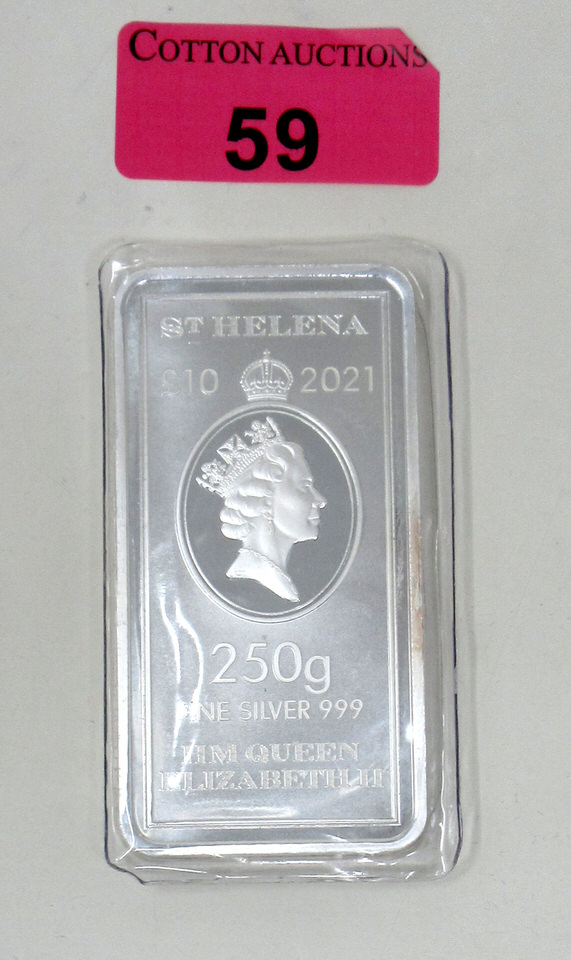 COTTON AUCTIONS
59
ST HELENA
£10 2021
250g
FINE SILVER 999
HM QUEEN
ELIZABETH II